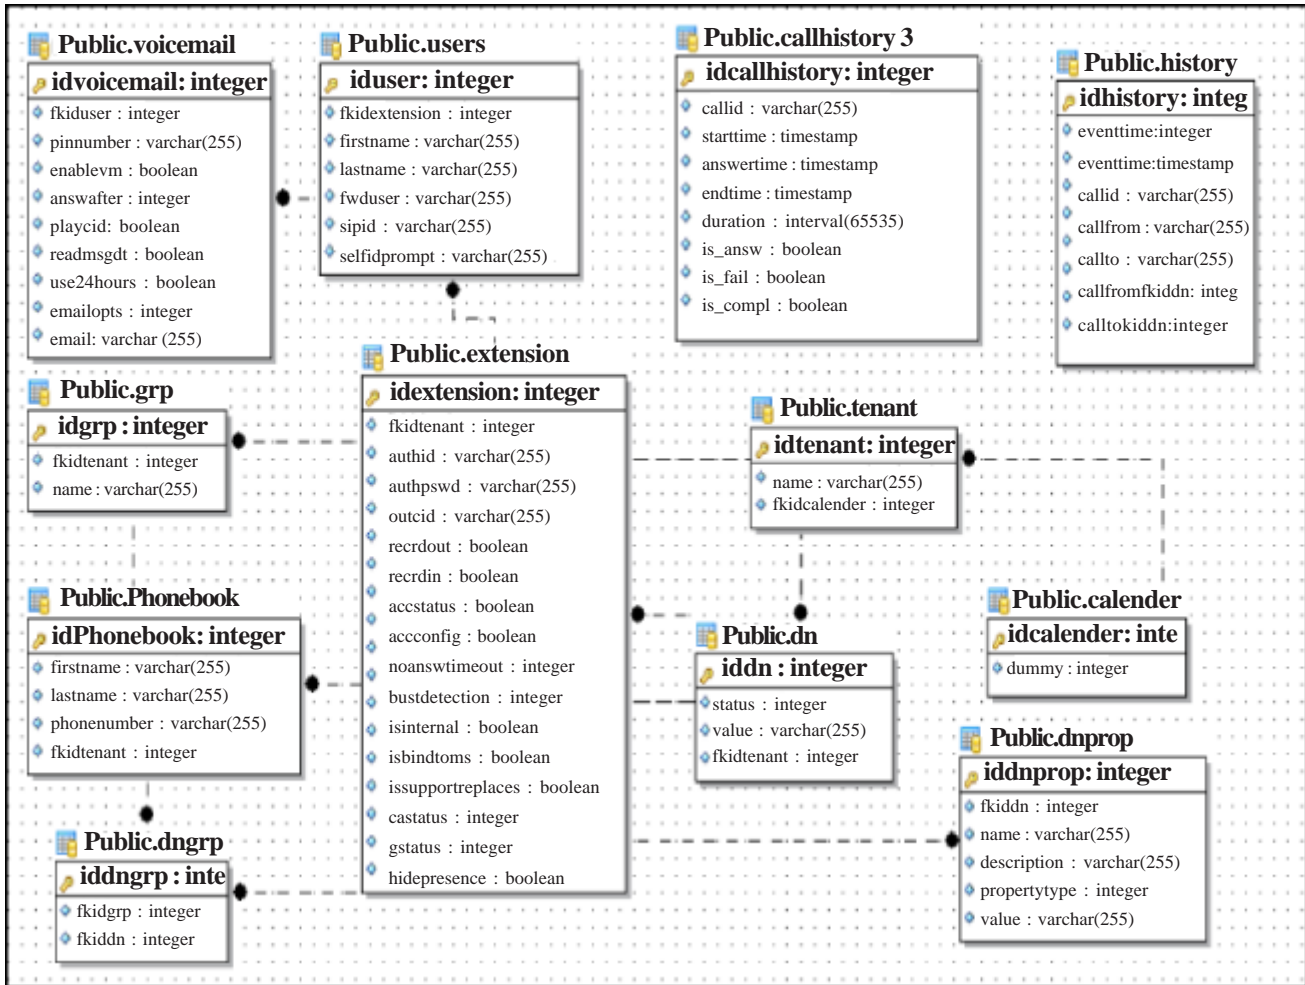 Public.voicemail
idvoicemail: integer
fkiduser : integer
pinnumber : varchar(255)
enablevm : boolean
answafter : integer
playcid: boolean
readmsgdt : boolean
use24hours : boolean
emailopts : integer
email: varchar (255)
Public.users
iduser: integer
fkidextension : integer
firstname : varchar(255)
lastname : varchar(255)
fwduser : varchar(255)
sipid : varchar(255)
selfidprompt : varchar(255)
Public.callhistory 3
idcallhistory: integer
callid : varchar(255)
starttime : timestamp
answertime : timestamp
endtime : timestamp
duration : interval(65535)
is_answ : boolean
is_fail : boolean
is_compl : boolean
Public.history
idhistory: integ
eventtime:integer
eventtime:timestamp
callid : varchar(255)
callfrom : varchar(255)
callto : varchar(255)
callfromfkiddn: integ
calltokiddn:integer
Public.grp
idgrp : integer
fkidtenant : integer
name : varchar(255)
Public.extension
idextension: integer
fkidtenant : integer
authid : varchar(255)
authpswd : varchar(255)
outcid : varchar(255)
recrdout : boolean
recrdin : boolean
accstatus : boolean
accconfig : boolean
noanswtimeout : integer
bustdetection : integer
isinternal : boolean
isbindtoms : boolean
issupportreplaces : boolean
castatus : integer
gstatus : integer
hidepresence : boolean
Public.tenant
idtenant: integer
name : varchar(255)
fkidcalender : integer
Public.Phonebook
idPhonebook: integer
firstname : varchar(255)
lastname : varchar(255)
phonenumber : varchar(255)
fkidtenant : integer
Public.dn
iddn : integer
status : integer
value : varchar(255)
fkidtenant : integer
Public.calender
idcalender: inte
dummy : integer
Public.dnprop
iddnprop: integer
fkiddn : integer
name : varchar(255)
description : varchar(255)
propertytype : integer
value : varchar(255)
Public.dngrp
iddngrp : inte
fkidgrp : integer
fkiddn : integer